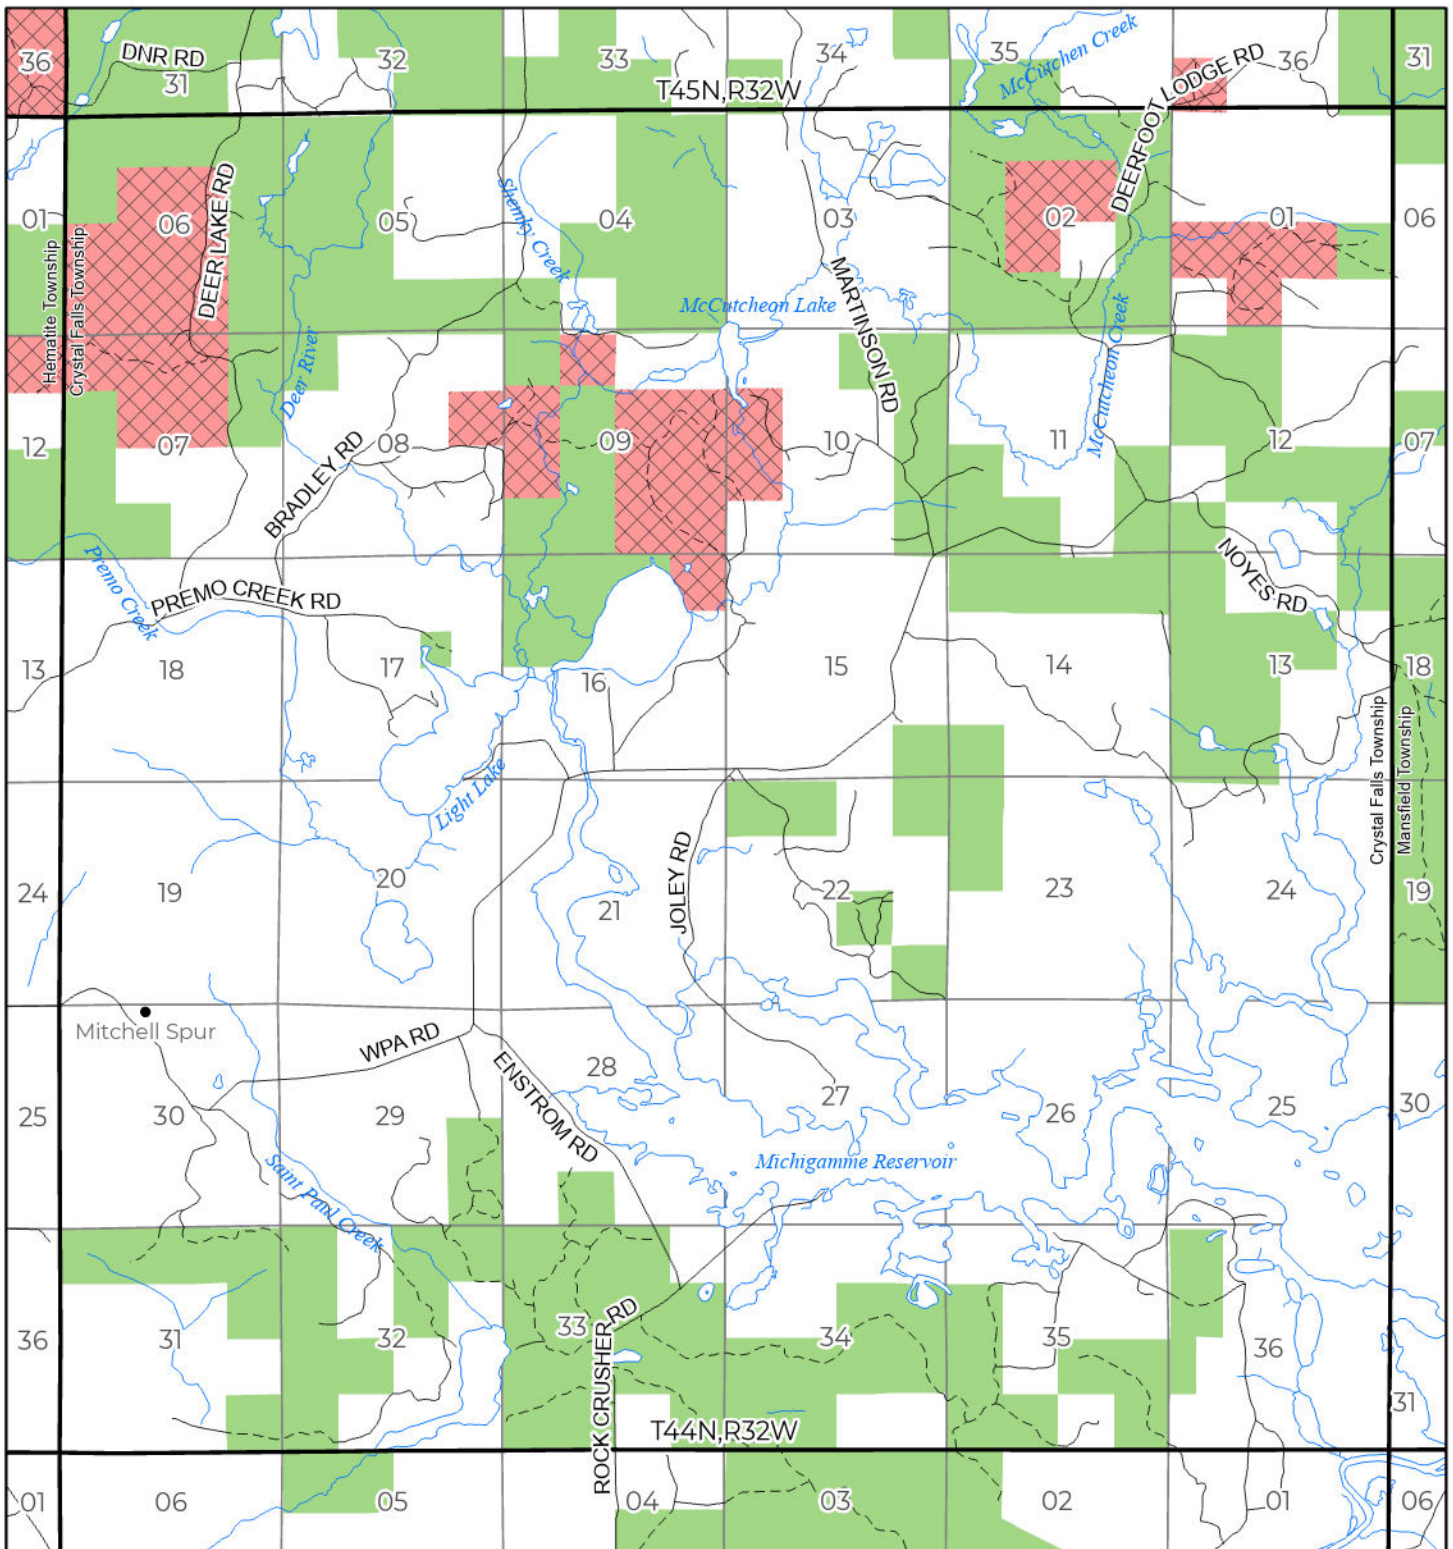 36
DNR RD
31
32
33
34
35
McCutchen Creek
36
31
T45N,R32W
DEERFOOT LODGE RD
01
06
DEER LAKE RD
05
Shemky Creek
04
03
02
01
06
Hematite Township
Crystal Falls Township
McCutcheon Lake
MARTINSON RD
Deer River
McCutcheon Creek
12
07
BRADLEY RD
08
09
10
11
12
07
Premo Creek
PREMO CREEK RD
NOYES RD
13
18
17
16
15
14
13
18
Light Lake
Crystal Falls Township
Mansfield Township
24
19
20
21
JOLEY RD
22
23
24
19
Mitchell Spur
WPA RD
ENSTROM RD
28
27
25
30
29
26
25
30
Saint Paul Creek
Michigamme Reservoir
36
31
32
33
ROCK CRUSHER RD
34
35
36
31
T44N,R32W
01
06
05
04
03
02
01
06